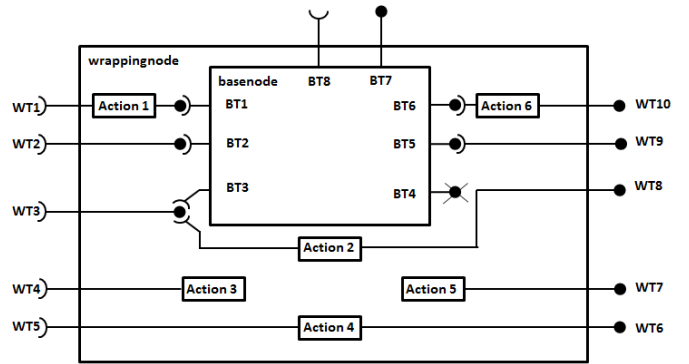 wrappingnode
basenode
BT8
BT7
WT1
Action 1
BT1
BT6
Action 6
WT10
WT2
BT2
BT5
WT9
WT3
BT3
BT4
WT8
Action 2
WT4
Action 3
Action 5
WT7
WT5
Action 4
WT6